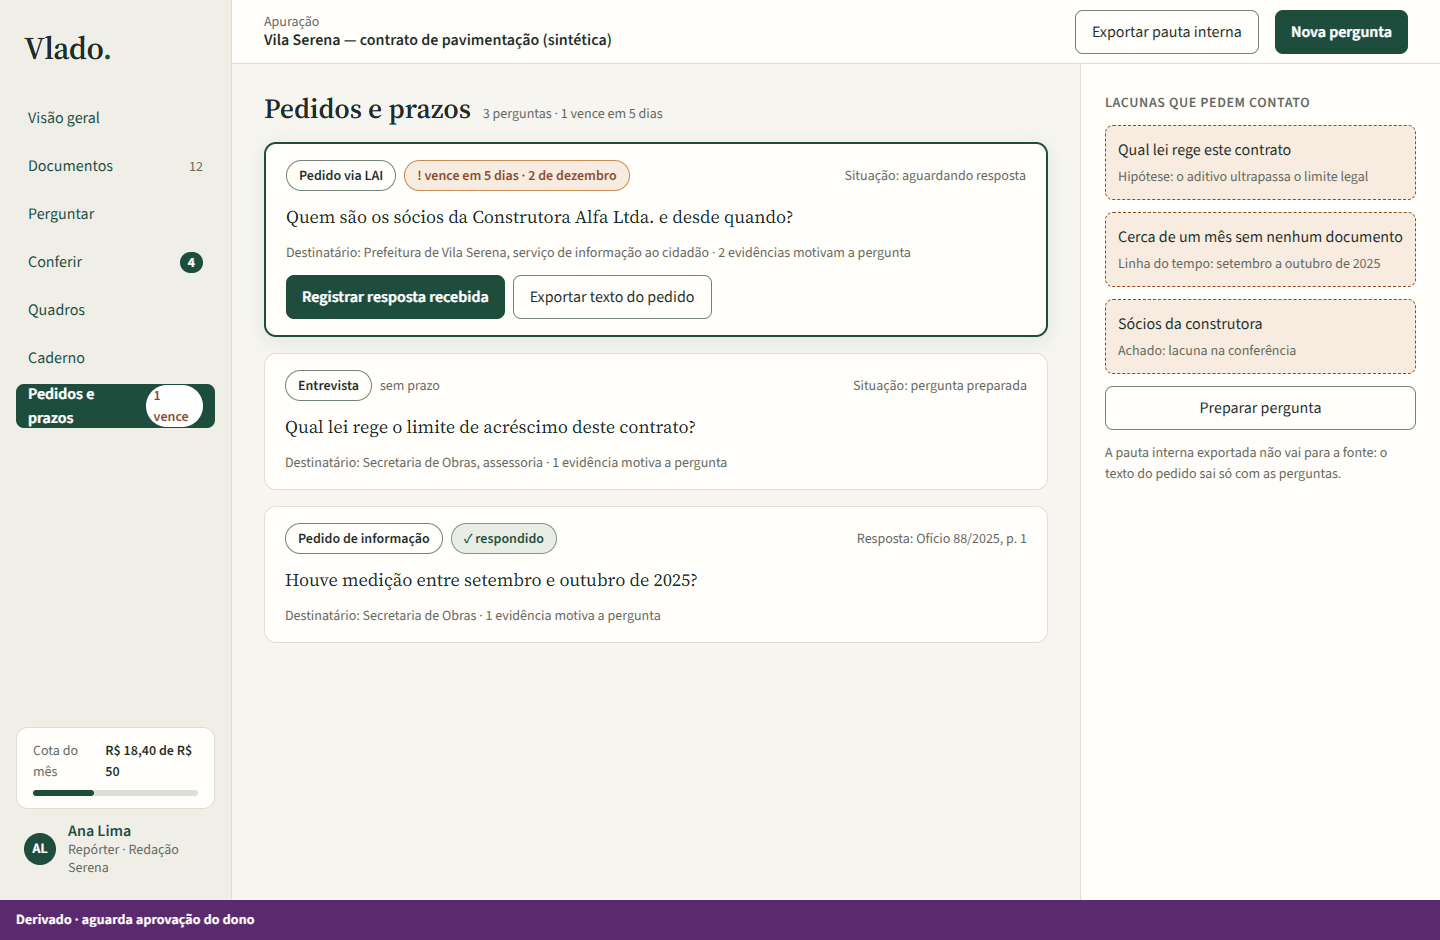 Vlado.
Visão geral
Documentos 12
Perguntar
Conferir 4
Quadros
Caderno
Pedidos e prazos
1 vence
Cota do mês
R$ 18,40 de R$ 50
AL
Ana Lima
Repórter · Redação
Serena
Apuração
Vila Serena — contrato de pavimentação (sintética)
Exportar pauta interna
Nova pergunta
Pedidos e prazos 3 perguntas · 1 vence em 5 dias
Pedido via LAI ! vence em 5 dias · 2 de dezembro Situação: aguardando resposta
Quem são os sócios da Construtora Alfa Ltda. e desde quando?
Destinatário: Prefeitura de Vila Serena, serviço de informação ao cidadão · 2 evidências motivam a pergunta
Registrar resposta recebida Exportar texto do pedido
Entrevista sem prazo Situação: pergunta preparada
Qual lei rege o limite de acréscimo deste contrato?
Destinatário: Secretaria de Obras, assessoria · 1 evidência motiva a pergunta
Pedido de informação ✓ respondido Resposta: Ofício 88/2025, p. 1
Houve medição entre setembro e outubro de 2025?
Destinatário: Secretaria de Obras · 1 evidência motiva a pergunta
LACUNAS QUE PEDEM CONTATO
Qual lei rege este contrato
Hipótese: o aditivo ultrapassa o limite legal
Cerca de um mês sem nenhum documento
Linha do tempo: setembro a outubro de 2025
Sócios da construtora
Achado: lacuna na conferência
Preparar pergunta
A pauta interna exportada não vai para a fonte: o
texto do pedido sai só com as perguntas.
Derivado · aguarda aprovação do dono